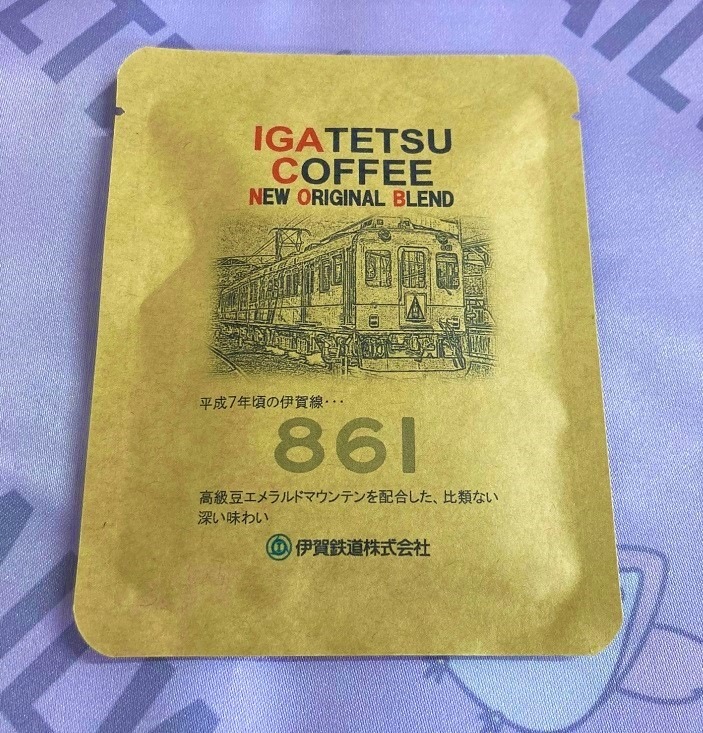 IGATETSU
COFFEE
NEW ORIGINAL BLEND
平成7年頃の伊賀線･･･
861
高級豆エメラルドマウンテンを配合した、比類ない
深い味わい
伊賀鉄道株式会社